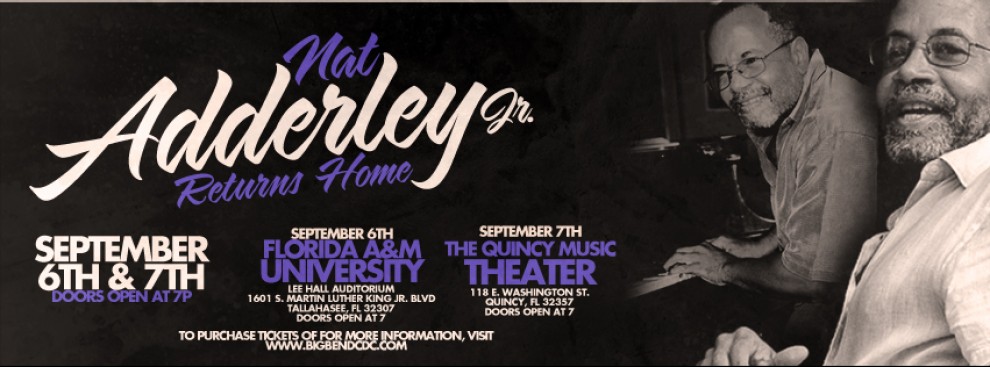 Nat
Adderley Jr.
Returns Home
SEPTEMBER
6TH & 7TH
DOORS OPEN AT 7P
SEPTEMBER 6TH
FLORIDA A&M
UNIVERSITY
LEE HALL AUDITORIUM
1601 S. MARTIN LUTHER KING JR. BLVD
TALLAHASEE, FL 32307
DOORS OPEN AT 7
SEPTEMBER 7TH
THE QUINCY MUSIC
THEATER
118 E. WASHINGTON ST.
QUINCY, FL 32357
DOORS OPEN AT 7
TO PURCHASE TICKETS OF FOR MORE INFORMATION, VISIT
WWW.BIGBENDCDC.COM